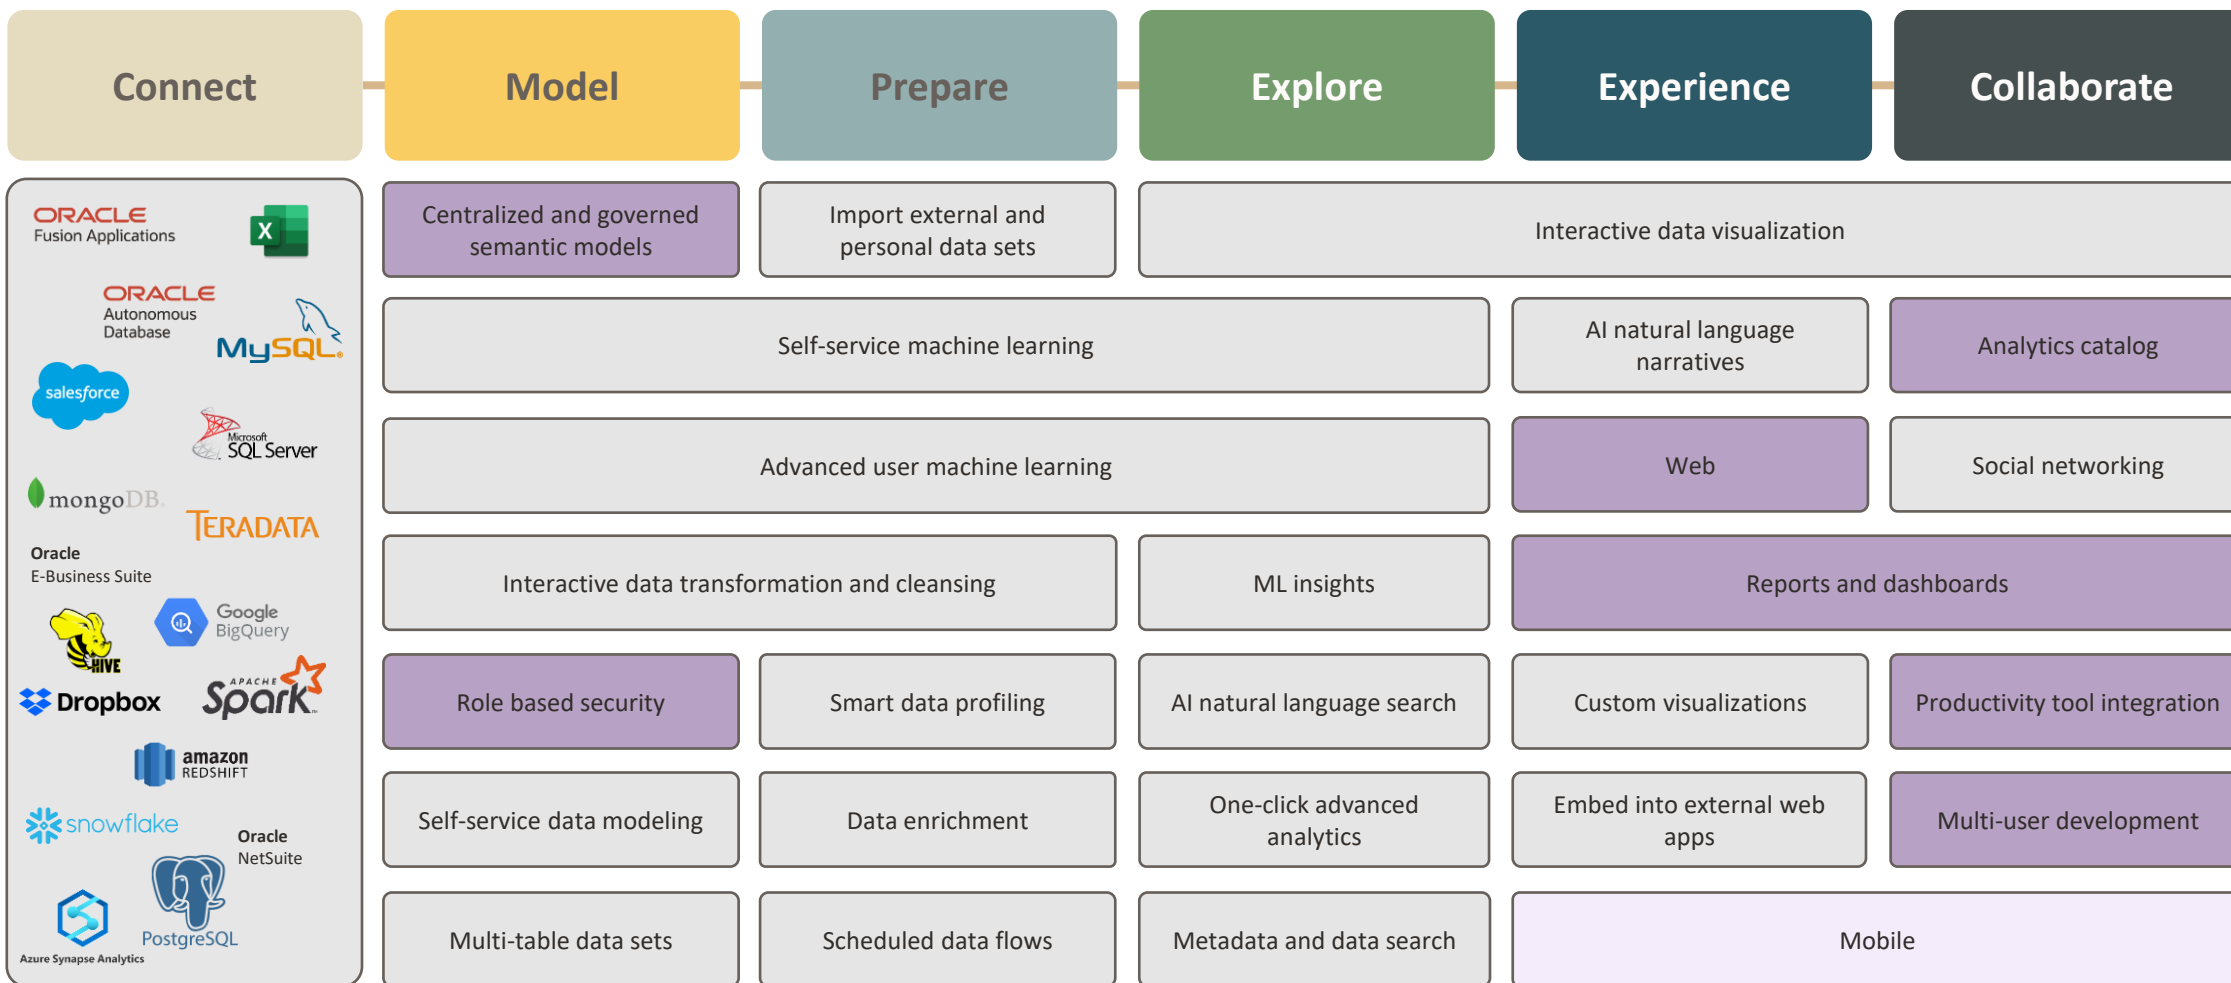 Connect
Model
Prepare
Explore
Experience
Collaborate
ORACLE
Fusion Applications
X
ORACLE
Autonomous
Database
MySQL®
salesforce
Microsoft
SQL Server
mongoDB.
TERADATA
Oracle
E-Business Suite
HIVE
Google
BigQuery
Dropbox
APACHE
Spark
amazon
REDSHIFT
snowflake
Oracle
NetSuite
PostgreSQL
Azure Synapse Analytics
Centralized and governed
semantic models
Import external and
personal data sets
Interactive data visualization
Self-service machine learning
AI natural language
narratives
Analytics catalog
Advanced user machine learning
Web
Social networking
Interactive data transformation and cleansing
ML insights
Reports and dashboards
Role based security
Smart data profiling
AI natural language search
Custom visualizations
Productivity tool integration
Self-service data modeling
Data enrichment
One-click advanced
analytics
Embed into external web
apps
Multi-user development
Multi-table data sets
Scheduled data flows
Metadata and data search
Mobile